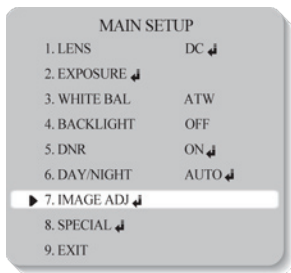 MAIN SETUP
1. LENS DC ↲
2. EXPOSURE ↲
3. WHITE BAL ATW
4. BACKLIGHT OFF
5. DNR ON ↲
6. DAY/NIGHT AUTO ↲
▶ 7. IMAGE ADJ ↲
8. SPECIAL ↲
9. EXIT